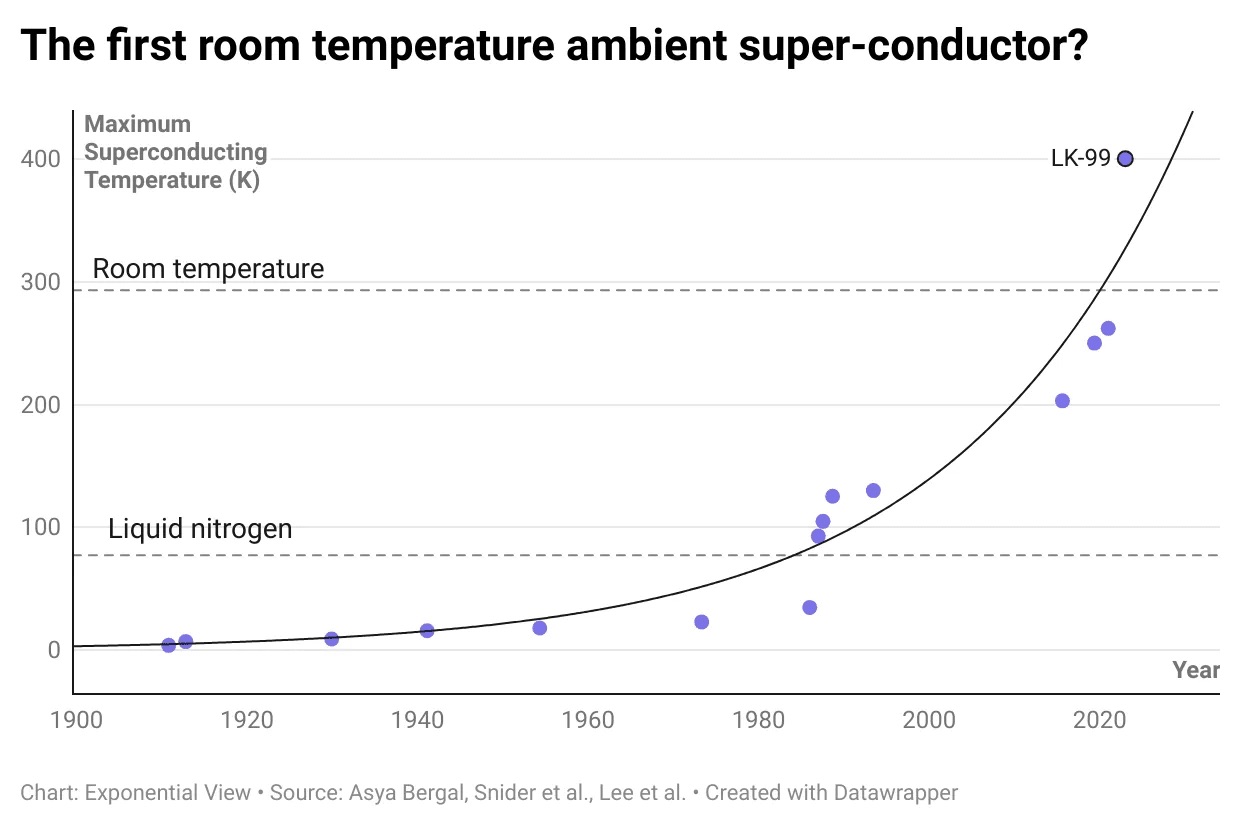 The first room temperature ambient super-conductor?
Maximum
Superconducting
Temperature (K)
400
LK-99
Room temperature
300
200
Liquid nitrogen
100
0
Year
1900 1920 1940 1960 1980 2000 2020
Chart: Exponential View • Source: Asya Bergal, Snider et al., Lee et al. • Created with Datawrapper